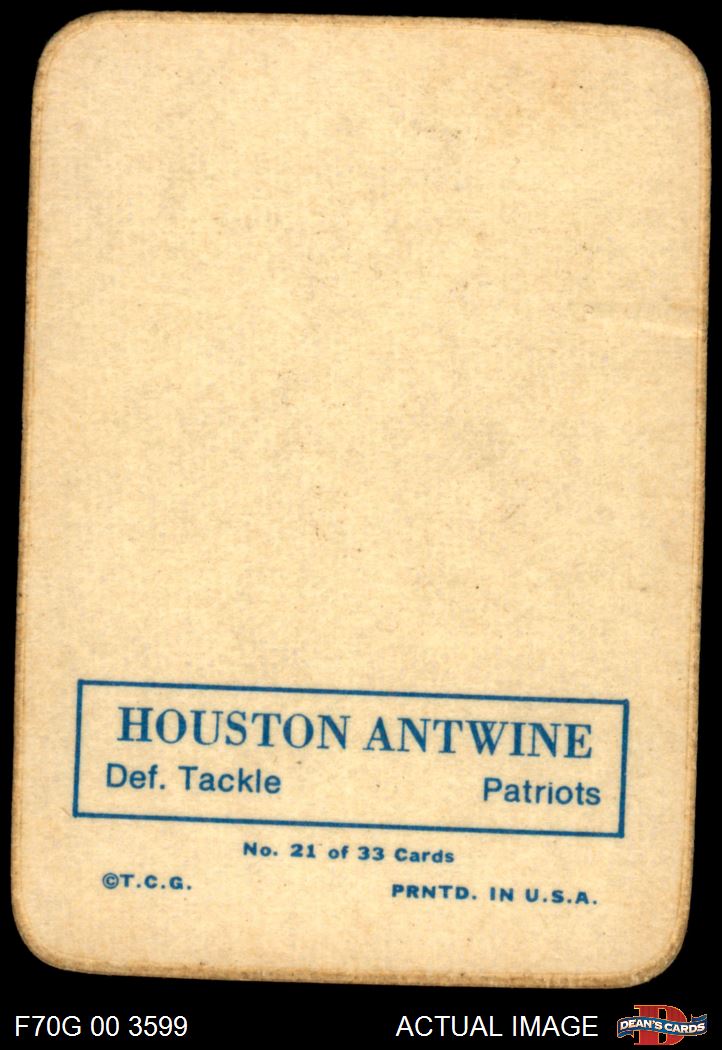 HOUSTON ANTWINE
Def. Tackle Patriots
No. 21 of 33 Cards
©T.C.G. PRNTD. IN U.S.A.
F70G 00 3599 ACTUAL IMAGE D DEAN'S CARDS